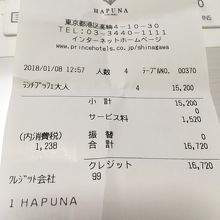 HAPUNA
東京都港区高輪4-10-30
TEL:03-3440-1111
インターネットホームページ
www.princehotels.co.jp/shinagawa
2018/01/08 12:57 人数 4 テーブルNO. 00370
ランチブッフェ大人 4 15,200
小計 15,200
サービス料 0 1,520
(内消費税) 振替 0
1,238 合計 16,720
クレジット 16,720
クレジット会社 99
1 HAPUNA